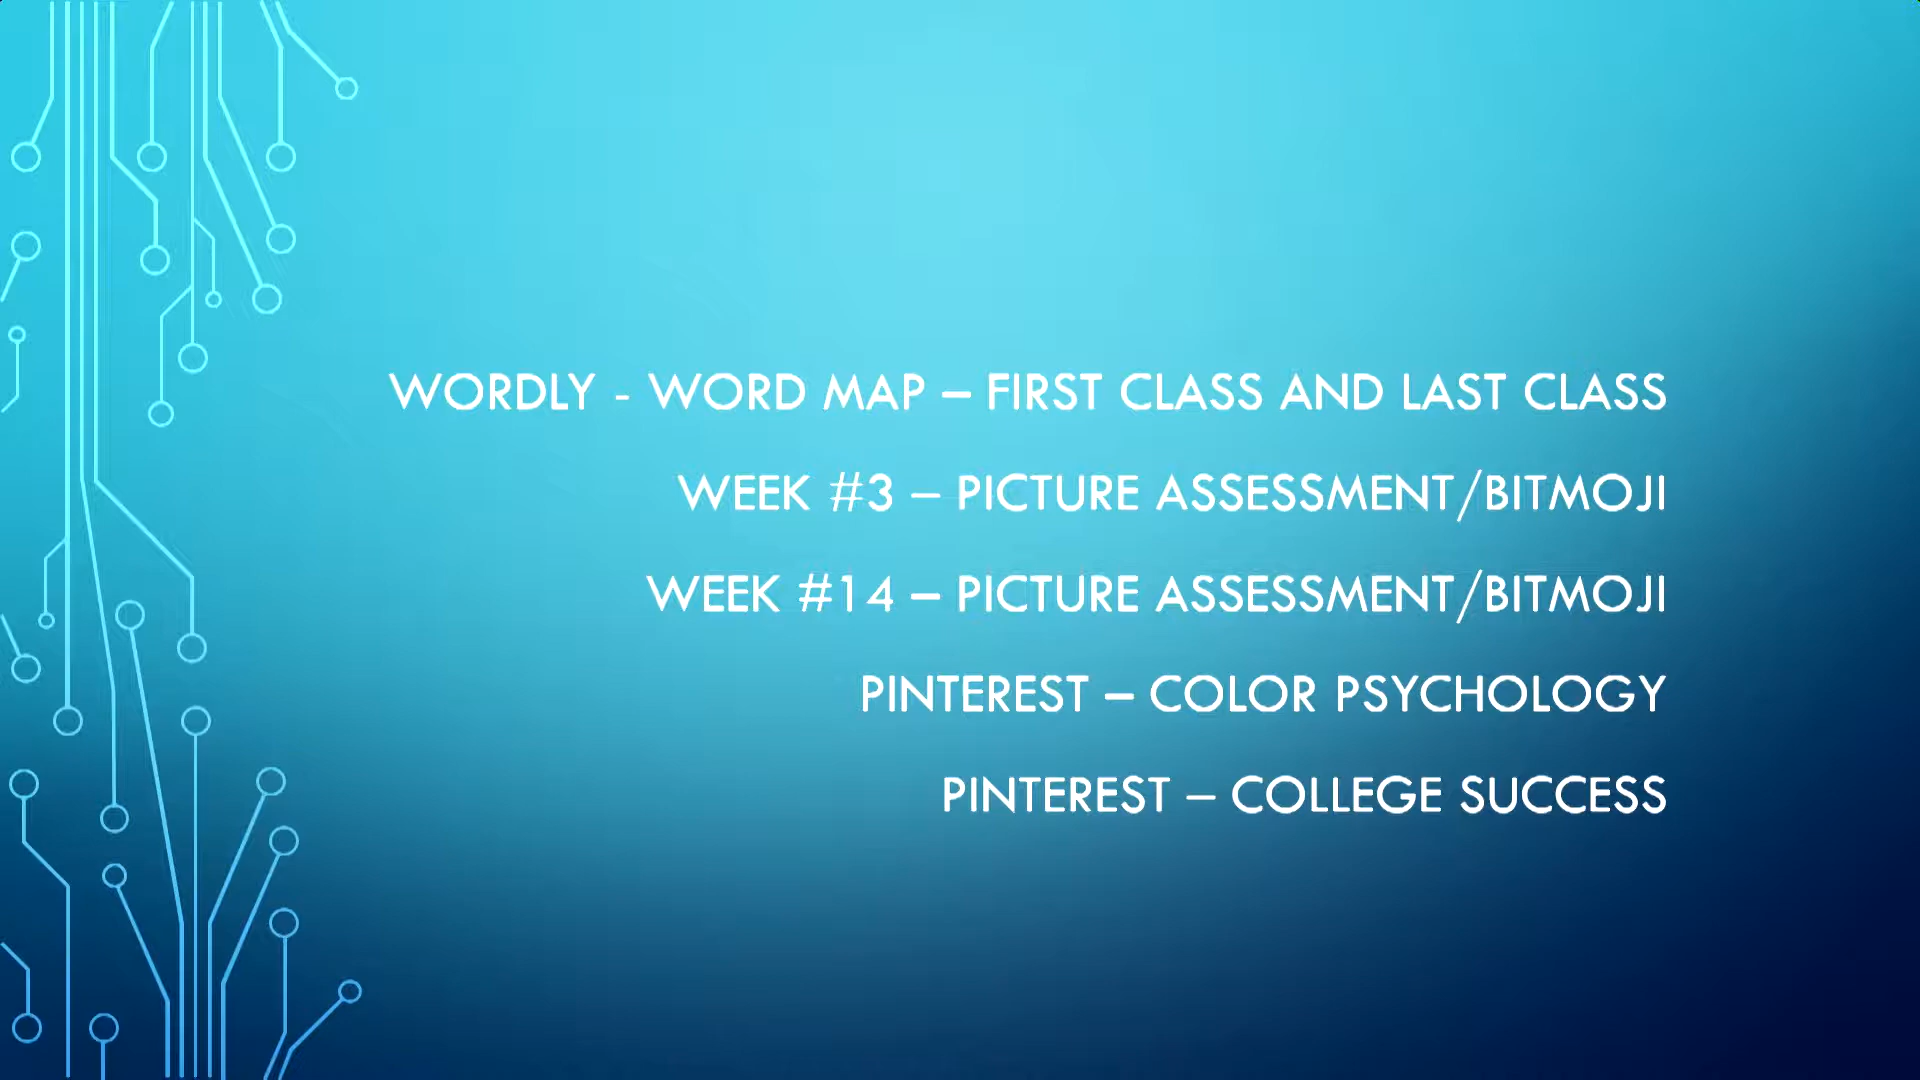 WORDLY - WORD MAP – FIRST CLASS AND LAST CLASS
WEEK #3 – PICTURE ASSESSMENT/BITMOJI
WEEK #14 – PICTURE ASSESSMENT/BITMOJI
PINTEREST – COLOR PSYCHOLOGY
PINTEREST – COLLEGE SUCCESS